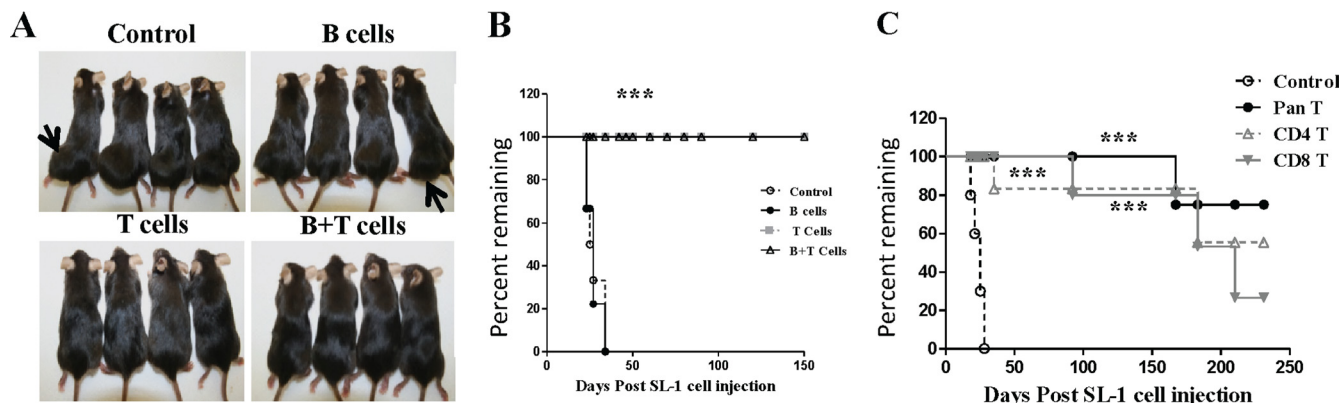 A
Control
B cells
T cells
B+T cells
B
***
Percent remaining
120
100
80
60
40
20
0
0
50
100
150
Days Post SL-1 cell injection
Control
B cells
T Cells
B+T Cells
C
***
***
***
Percent remaining
120
100
80
60
40
20
0
0
50
100
150
200
250
Days Post SL-1 cell injection
Control
Pan T
CD4 T
CD8 T